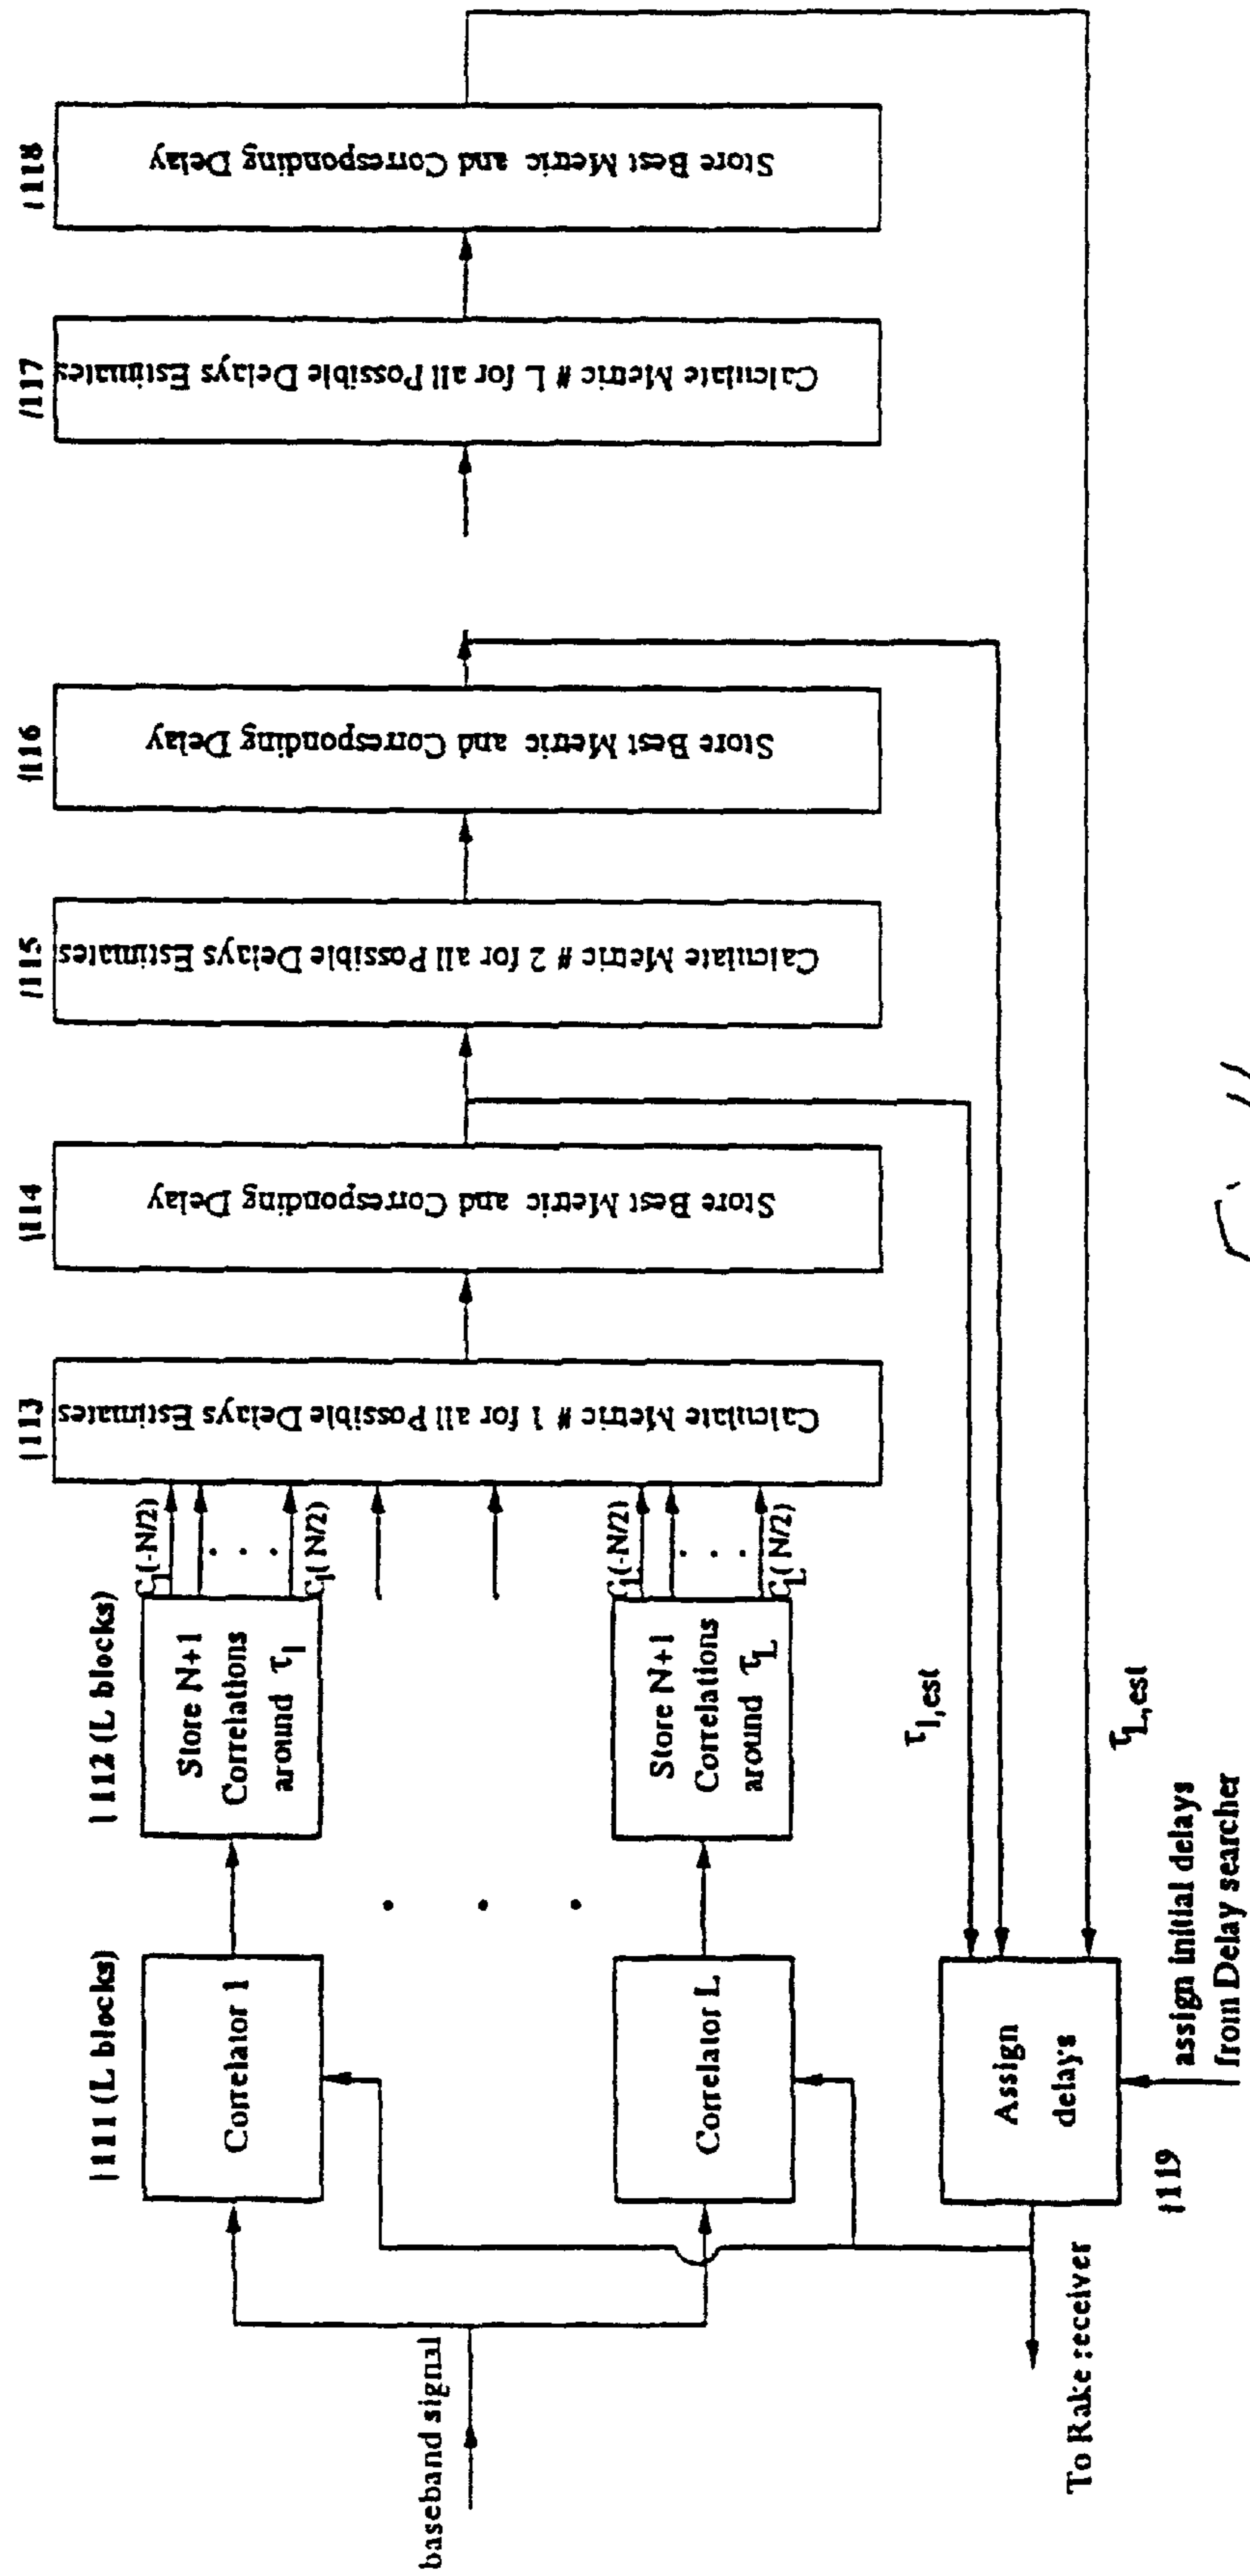 baseband signal
1111 (L blocks)
Correlator 1
Correlator L
1112 (L blocks)
Store N+1
Correlations
around τ1
Store N+1
Correlations
around τL
C1(-N/2)
C1(N/2)
CL(-N/2)
CL(N/2)
1113
Calculate Metric # 1 for all Possible Delays Estimates
1114
Store Best Metric and Corresponding Delay
1115
Calculate Metric # 2 for all Possible Delays Estimates
1116
Store Best Metric and Corresponding Delay
1117
Calculate Metric # L for all Possible Delays Estimates
1118
Store Best Metric and Corresponding Delay
τ1,est
τL,est
Assign
delays
1119
assign initial delays
from Delay searcher
To Rake receiver